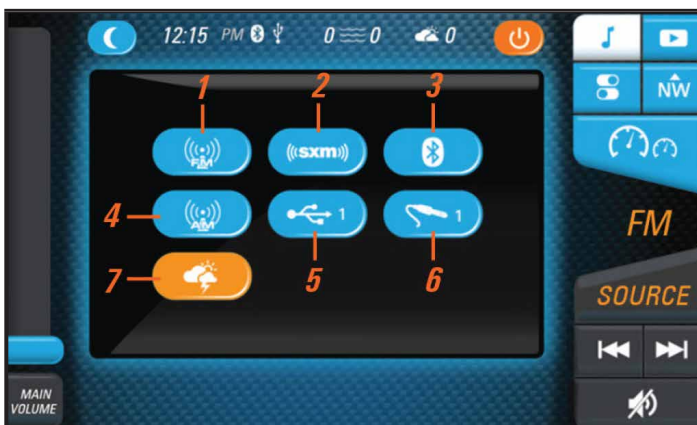 12:15 PM 0 0 0
1 2 3
FM ((sxm))
NW
4 AM 1 1
5 6
7
FM
SOURCE
MAIN
VOLUME